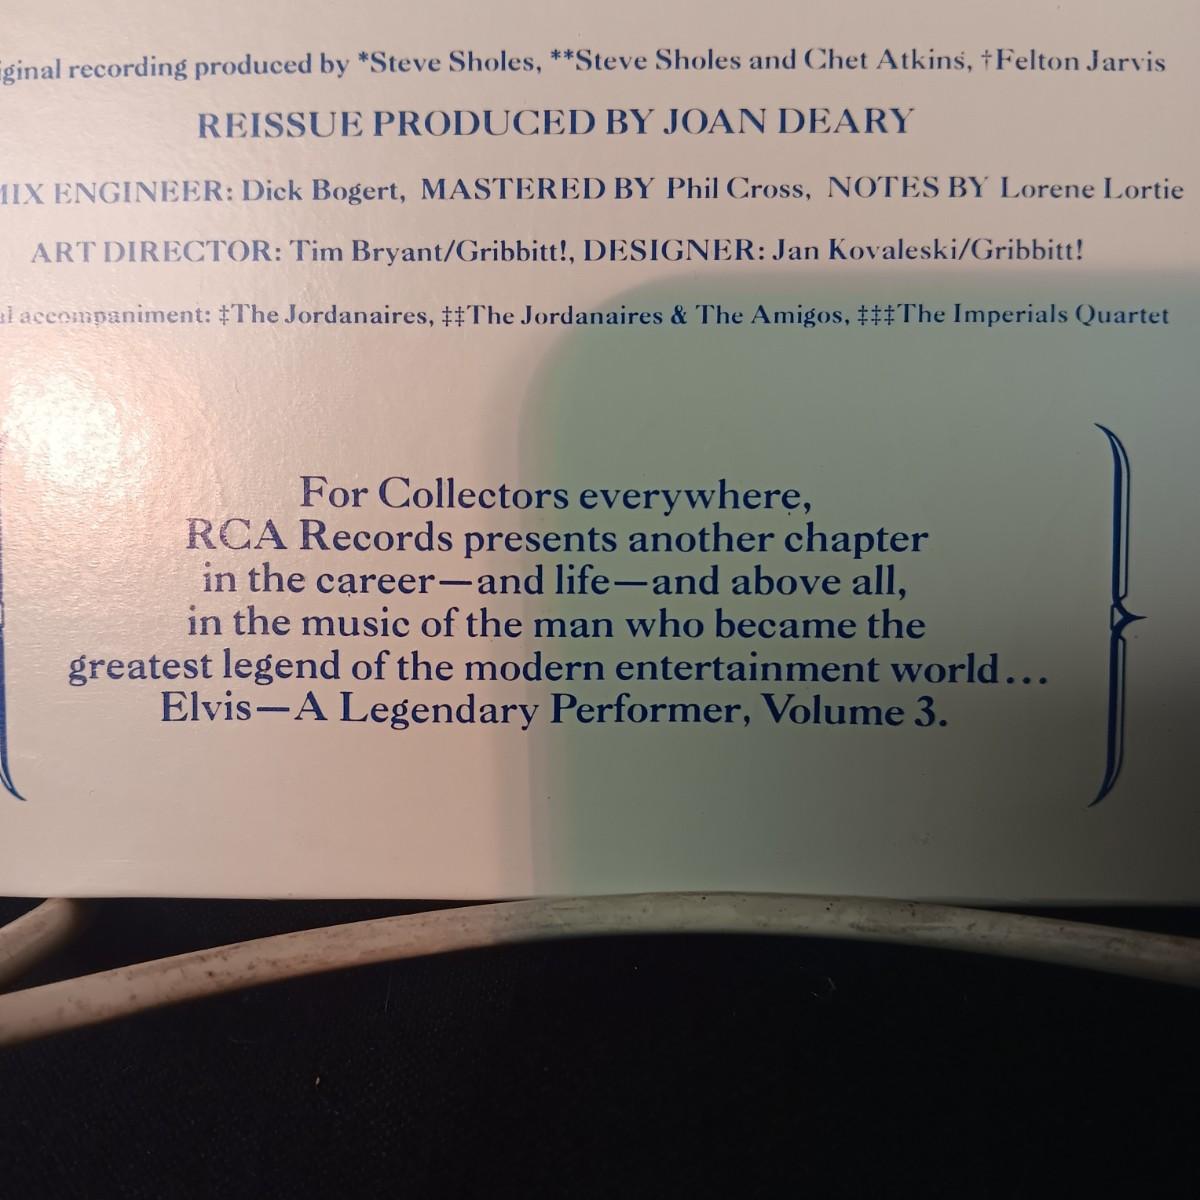 ginal recording produced by *Steve Sholes, **Steve Sholes and Chet Atkins, †Felton Jarvis
REISSUE PRODUCED BY JOAN DEARY
MIX ENGINEER: Dick Bogert, MASTERED BY Phil Cross, NOTES BY Lorene Lortie
ART DIRECTOR: Tim Bryant/Gribbitt!, DESIGNER: Jan Kovaleski/Gribbitt!
al accompaniment: ‡The Jordanaires, ‡‡The Jordanaires & The Amigos, ‡‡‡The Imperials Quartet
For Collectors everywhere,
RCA Records presents another chapter
in the career—and life—and above all,
in the music of the man who became the
greatest legend of the modern entertainment world...
Elvis—A Legendary Performer, Volume 3.